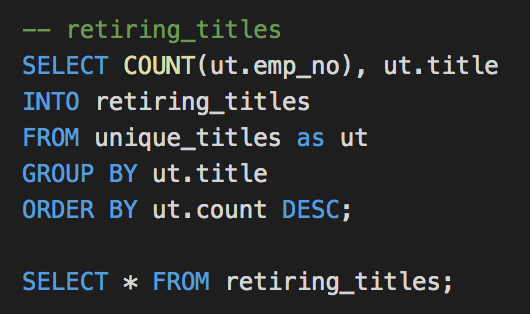 -- retiring_titles
SELECT COUNT(ut.emp_no), ut.title
INTO retiring_titles
FROM unique_titles as ut
GROUP BY ut.title
ORDER BY ut.count DESC;
SELECT * FROM retiring_titles;